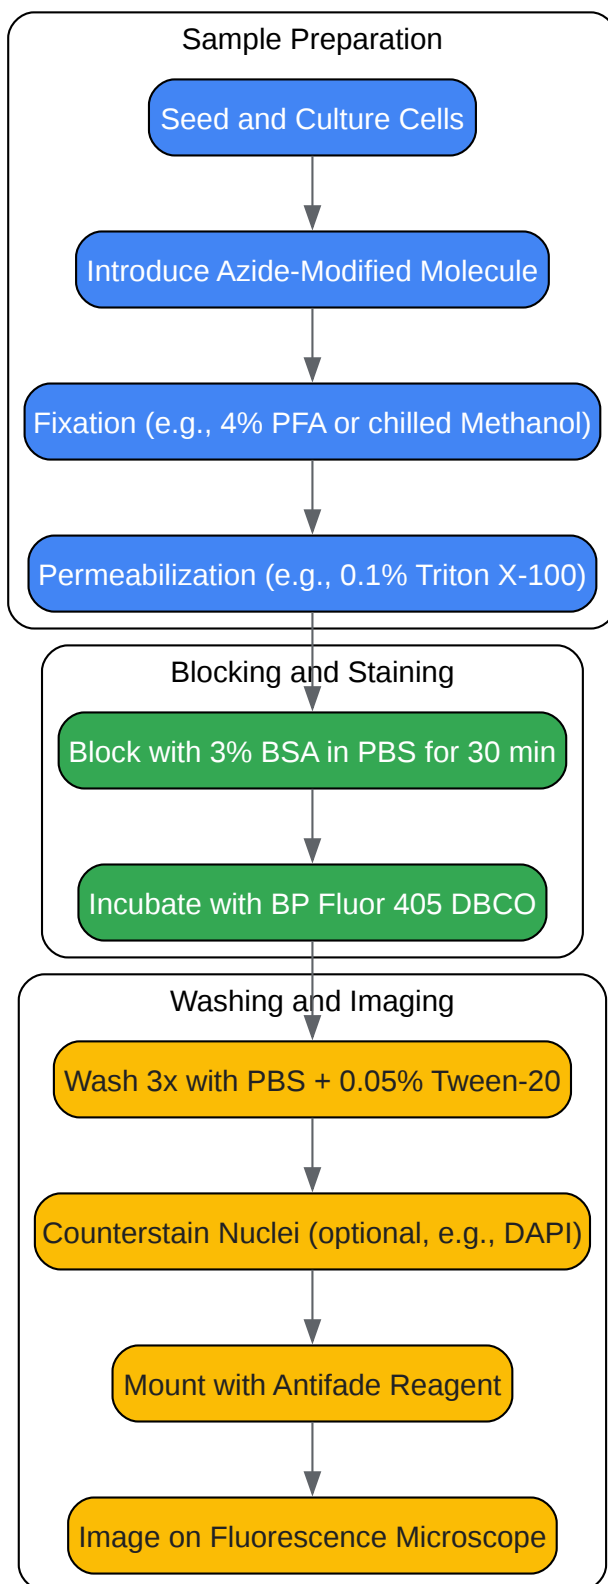 Sample Preparation
Seed and Culture Cells
Introduce Azide-Modified Molecule
Fixation (e.g., 4% PFA or chilled Methanol)
Permeabilization (e.g., 0.1% Triton X-100)
Blocking and Staining
Block with 3% BSA in PBS for 30 min
Incubate with BP Fluor 405 DBCO
Washing and Imaging
Wash 3x with PBS + 0.05% Tween-20
Counterstain Nuclei (optional, e.g., DAPI)
Mount with Antifade Reagent
Image on Fluorescence Microscope